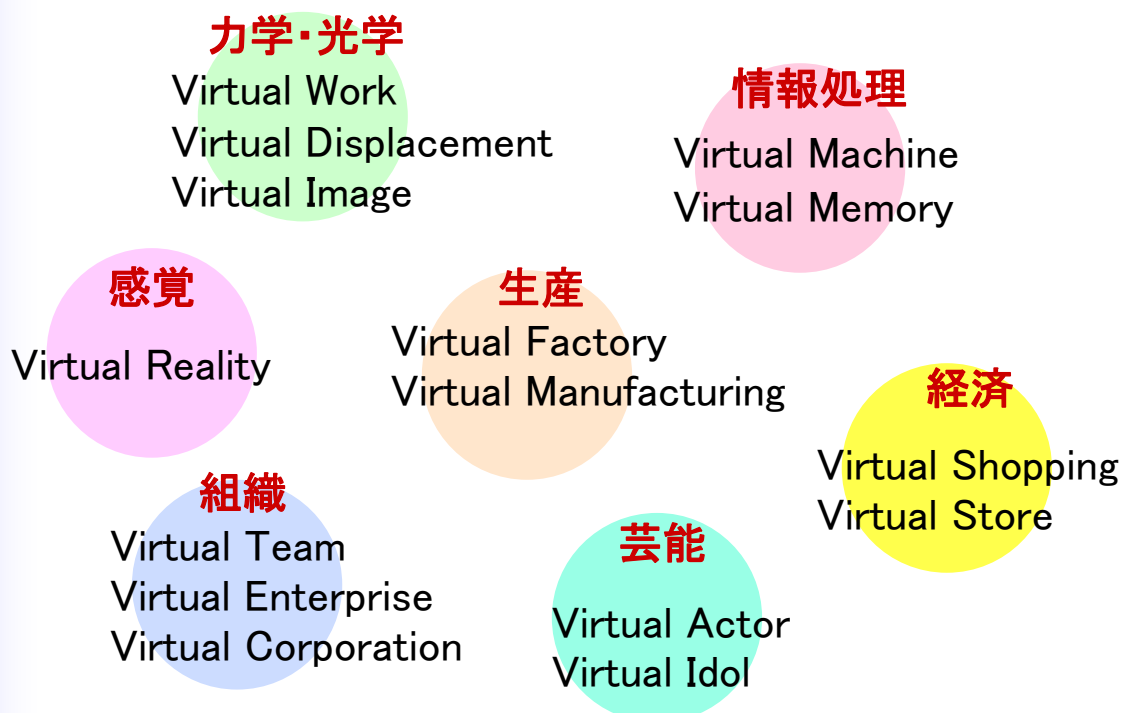 力学・光学
Virtual Work
Virtual Displacement
Virtual Image
情報処理
Virtual Machine
Virtual Memory
感覚
Virtual Reality
生産
Virtual Factory
Virtual Manufacturing
経済
Virtual Shopping
Virtual Store
組織
Virtual Team
Virtual Enterprise
Virtual Corporation
芸能
Virtual Actor
Virtual Idol